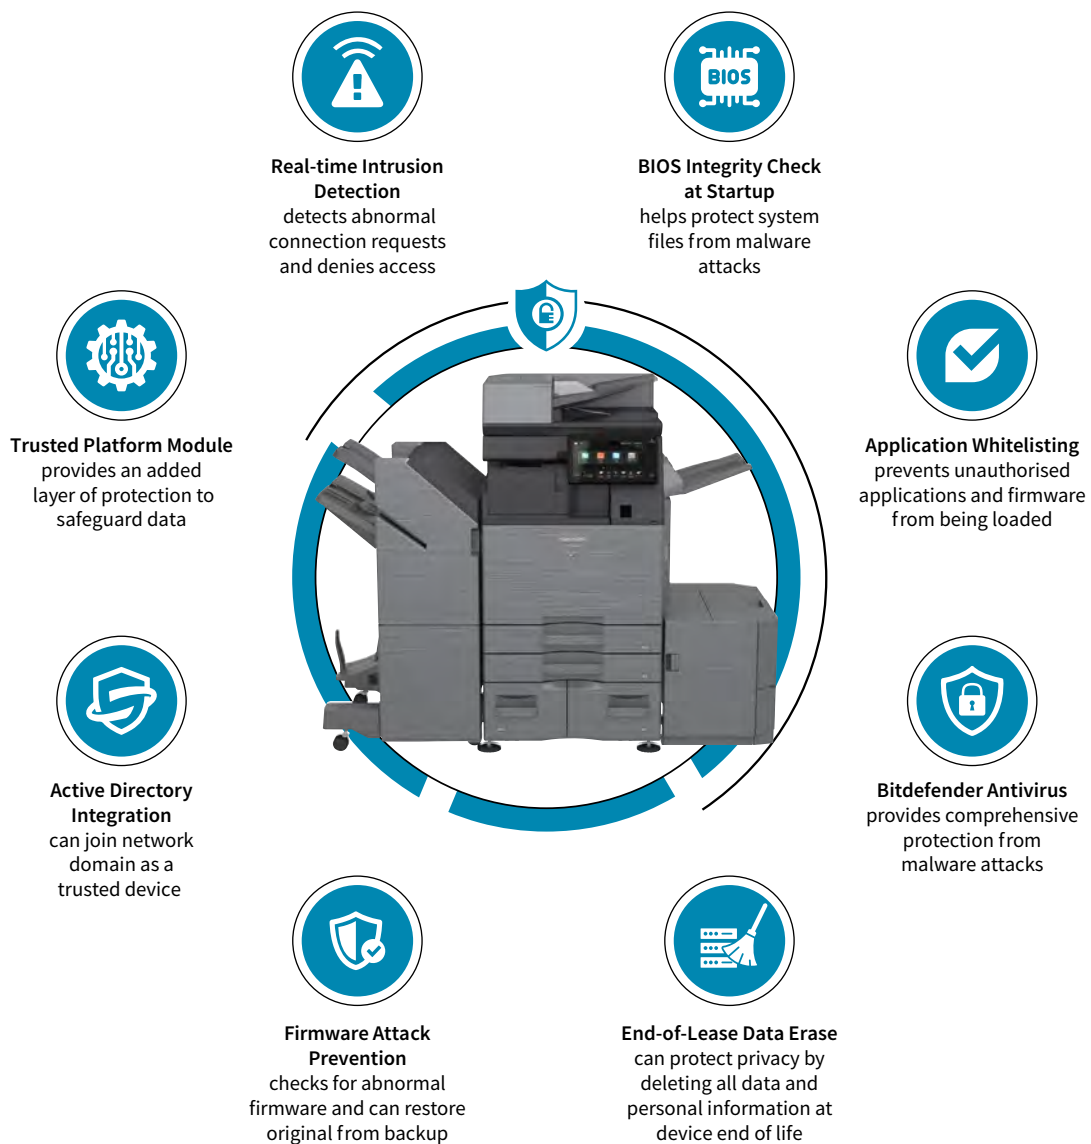 BIOS
Real-time Intrusion
Detection
detects abnormal
connection requests
and denies access
BIOS Integrity Check
at Startup
helps protect system
files from malware
attacks
Trusted Platform Module
provides an added
layer of protection to
safeguard data
Application Whitelisting
prevents unauthorised
applications and firmware
from being loaded
Active Directory
Integration
can join network
domain as a
trusted device
Bitdefender Antivirus
provides comprehensive
protection from
malware attacks
Firmware Attack
Prevention
checks for abnormal
firmware and can restore
original from backup
End-of-Lease Data Erase
can protect privacy by
deleting all data and
personal information at
device end of life